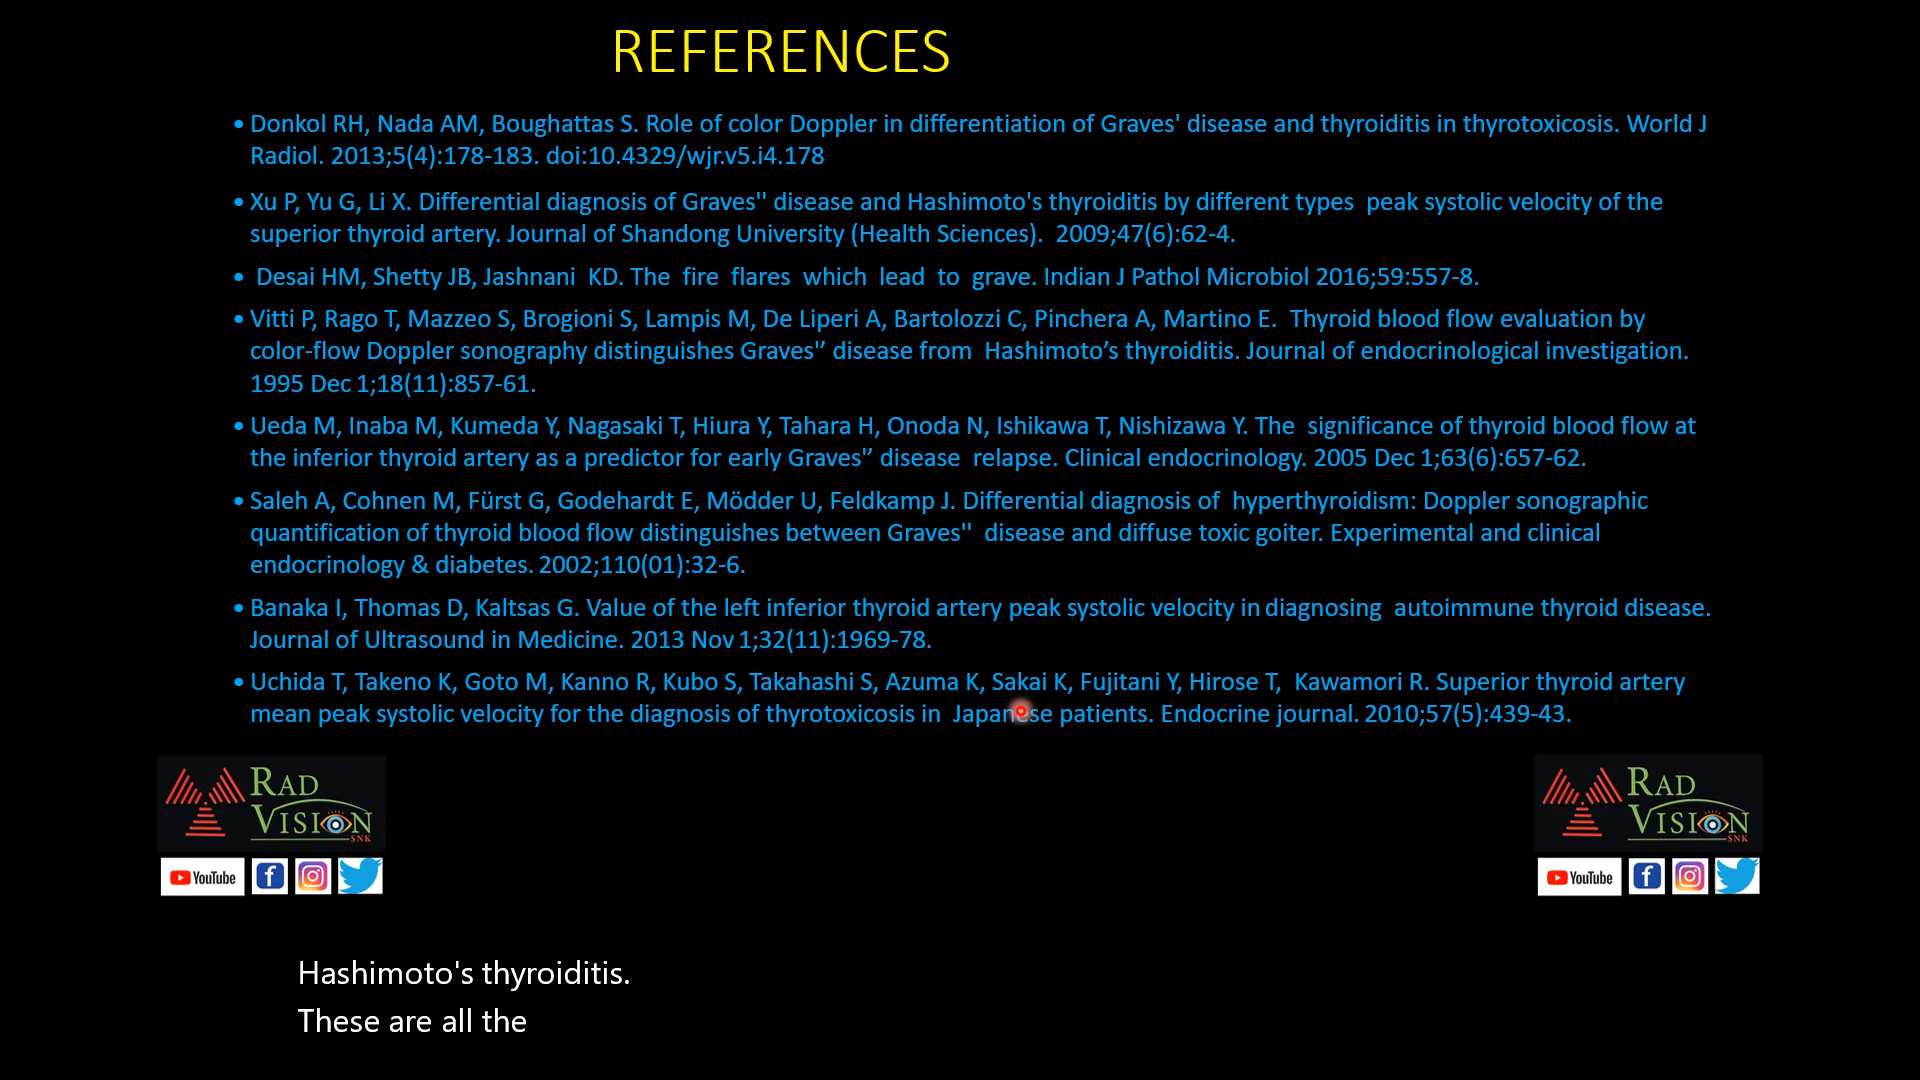 REFERENCES
• Donkol RH, Nada AM, Boughattas S. Role of color Doppler in differentiation of Graves' disease and thyroiditis in thyrotoxicosis. World J
Radiol. 2013;5(4):178-183. doi:10.4329/wjr.v5.i4.178
• Xu P, Yu G, Li X. Differential diagnosis of Graves'' disease and Hashimoto's thyroiditis by different types peak systolic velocity of the
superior thyroid artery. Journal of Shandong University (Health Sciences). 2009;47(6):62-4.
• Desai HM, Shetty JB, Jashnani KD. The fire flares which lead to grave. Indian J Pathol Microbiol 2016;59:557-8.
• Vitti P, Rago T, Mazzeo S, Brogioni S, Lampis M, De Liperi A, Bartolozzi C, Pinchera A, Martino E. Thyroid blood flow evaluation by
color-flow Doppler sonography distinguishes Graves'’ disease from Hashimoto’s thyroiditis. Journal of endocrinological investigation.
1995 Dec 1;18(11):857-61.
• Ueda M, Inaba M, Kumeda Y, Nagasaki T, Hiura Y, Tahara H, Onoda N, Ishikawa T, Nishizawa Y. The significance of thyroid blood flow at
the inferior thyroid artery as a predictor for early Graves'’ disease relapse. Clinical endocrinology. 2005 Dec 1;63(6):657-62.
• Saleh A, Cohnen M, Fürst G, Godehardt E, Mödder U, Feldkamp J. Differential diagnosis of hyperthyroidism: Doppler sonographic
quantification of thyroid blood flow distinguishes between Graves'' disease and diffuse toxic goiter. Experimental and clinical
endocrinology & diabetes. 2002;110(01):32-6.
• Banaka I, Thomas D, Kaltsas G. Value of the left inferior thyroid artery peak systolic velocity in diagnosing autoimmune thyroid disease.
Journal of Ultrasound in Medicine. 2013 Nov 1;32(11):1969-78.
• Uchida T, Takeno K, Goto M, Kanno R, Kubo S, Takahashi S, Azuma K, Sakai K, Fujitani Y, Hirose T, Kawamori R. Superior thyroid artery
mean peak systolic velocity for the diagnosis of thyrotoxicosis in Japanese patients. Endocrine journal. 2010;57(5):439-43.
RAD
VISION
SNK
YouTube
RAD
VISION
SNK
YouTube
Hashimoto's thyroiditis.
These are all the